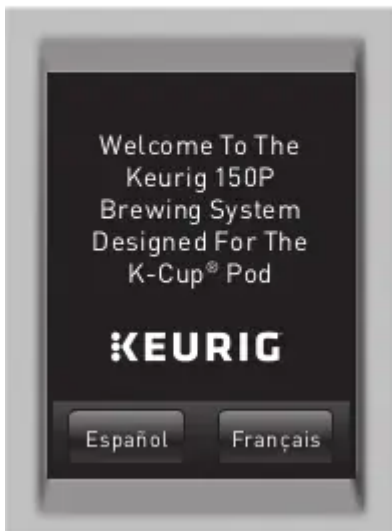 Welcome To The
Keurig 150P
Brewing System
Designed For The
K-Cup® Pod
KEURIG
Español Français